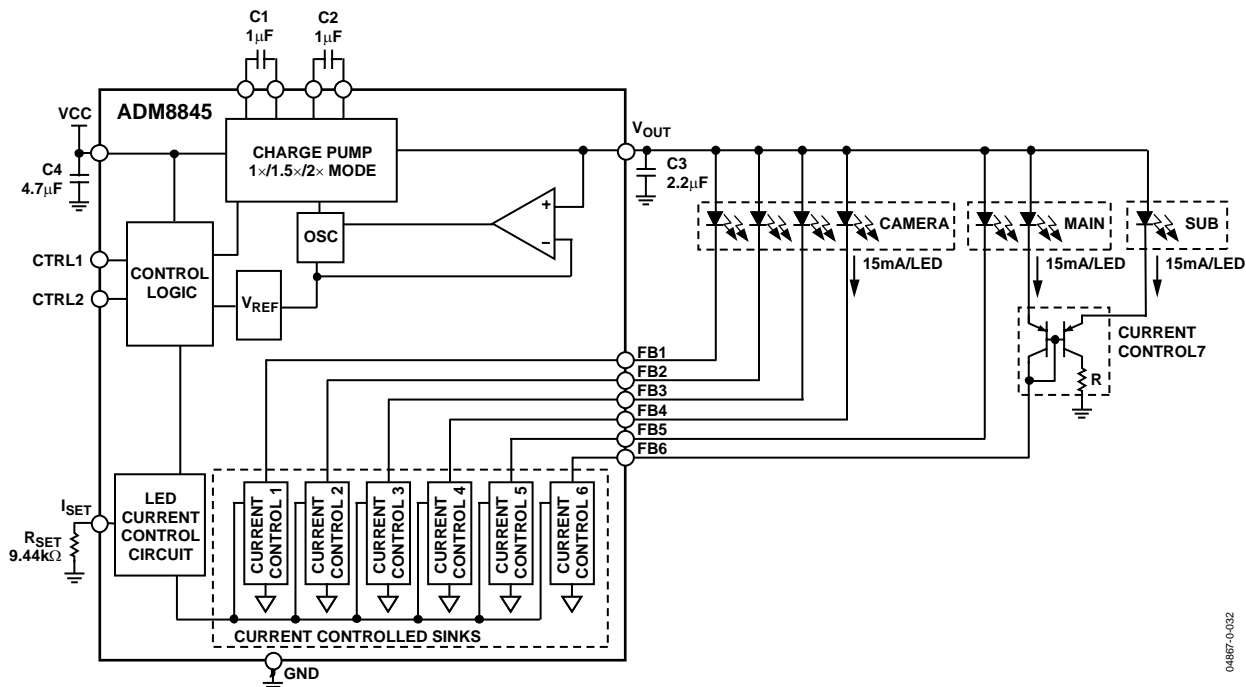 C1
1μF
C2
1μF
ADM8845
VCC
C4
4.7μF
CHARGE PUMP
1×/1.5×/2× MODE
VOUT
C3
2.2μF
OSC
+
–
CTRL1
CTRL2
CONTROL
LOGIC
VREF
CAMERA
MAIN
SUB
15mA/LED
15mA/LED
15mA/LED
CURRENT
CONTROL7
R
FB1
FB2
FB3
FB4
FB5
FB6
ISET
RSET
9.44kΩ
LED
CURRENT
CONTROL
CIRCUIT
CURRENT
CONTROL 1
CURRENT
CONTROL 2
CURRENT
CONTROL 3
CURRENT
CONTROL 4
CURRENT
CONTROL 5
CURRENT
CONTROL 6
CURRENT CONTROLLED SINKS
GND
04867-0-032